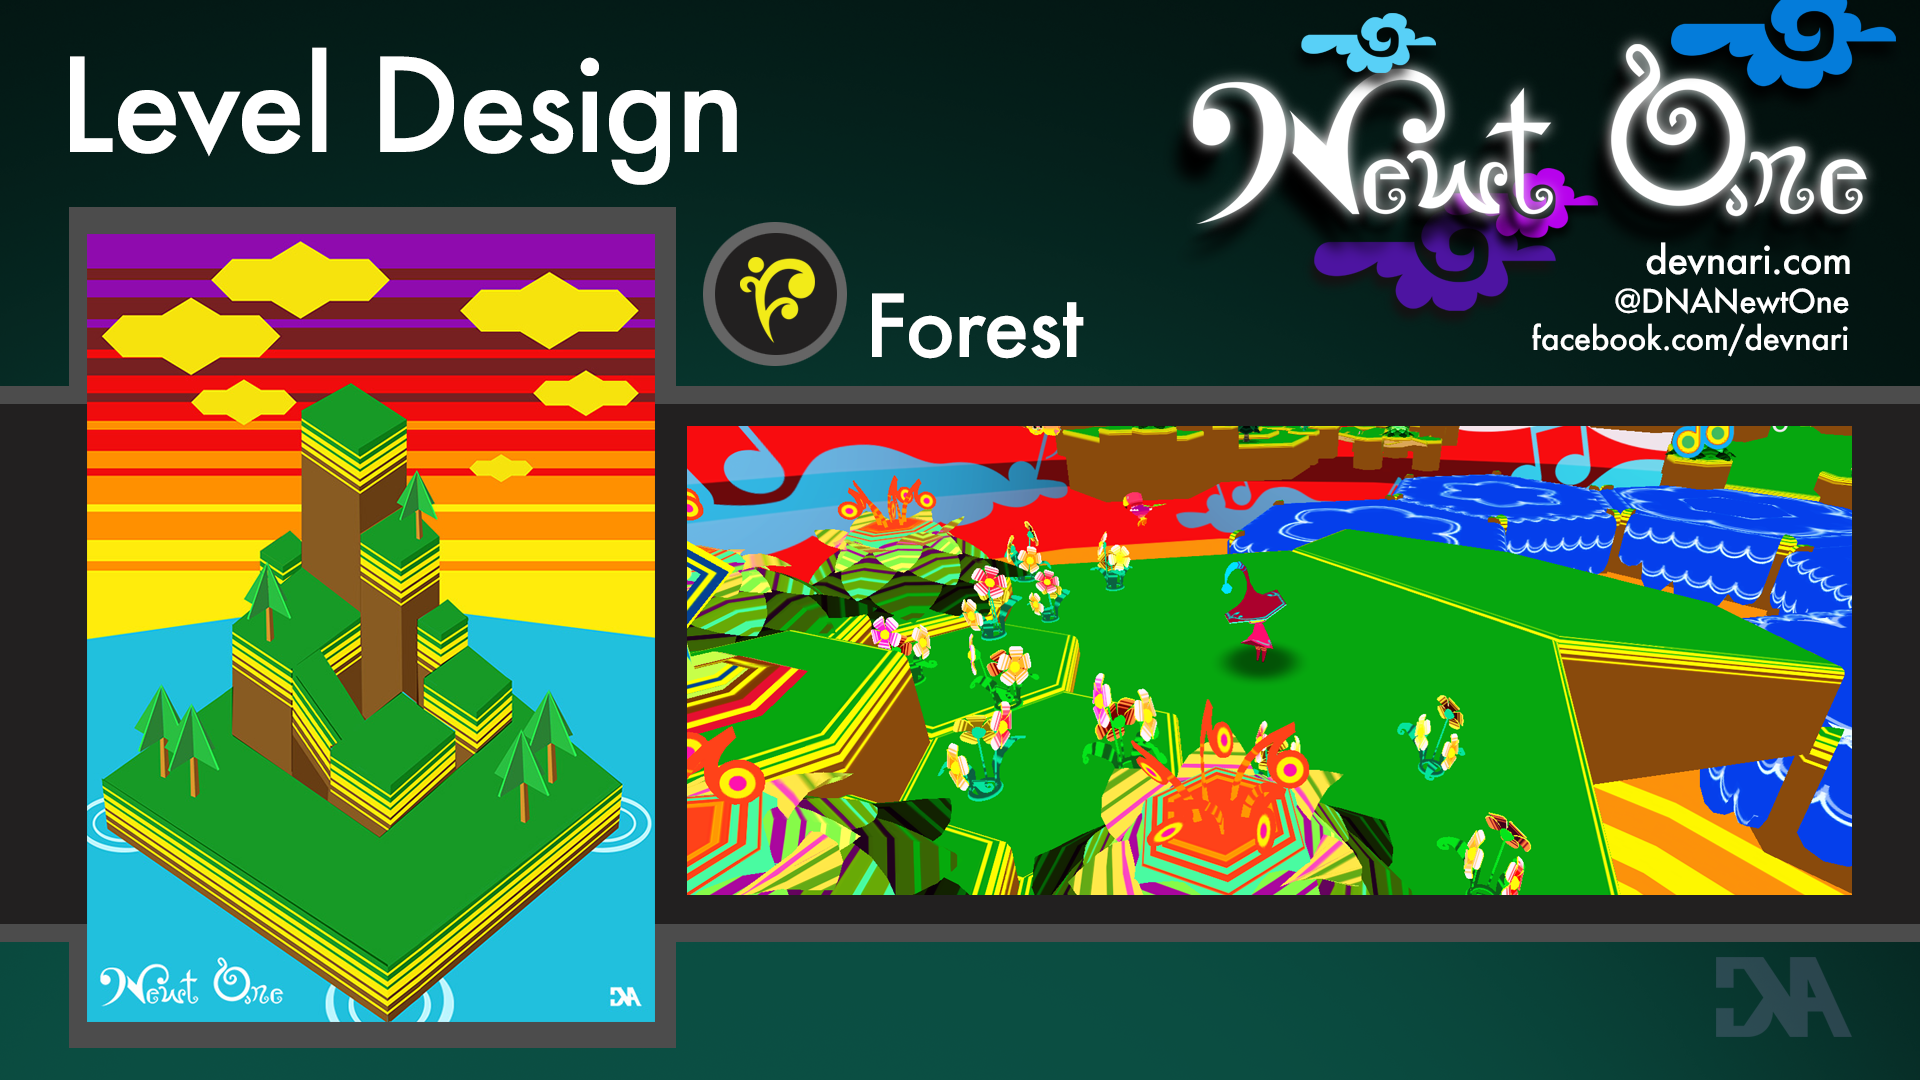 Level Design
Newt One
devnari.com
@DNANewtOne
facebook.com/devnari
Forest
Newt One
DNA
DNA